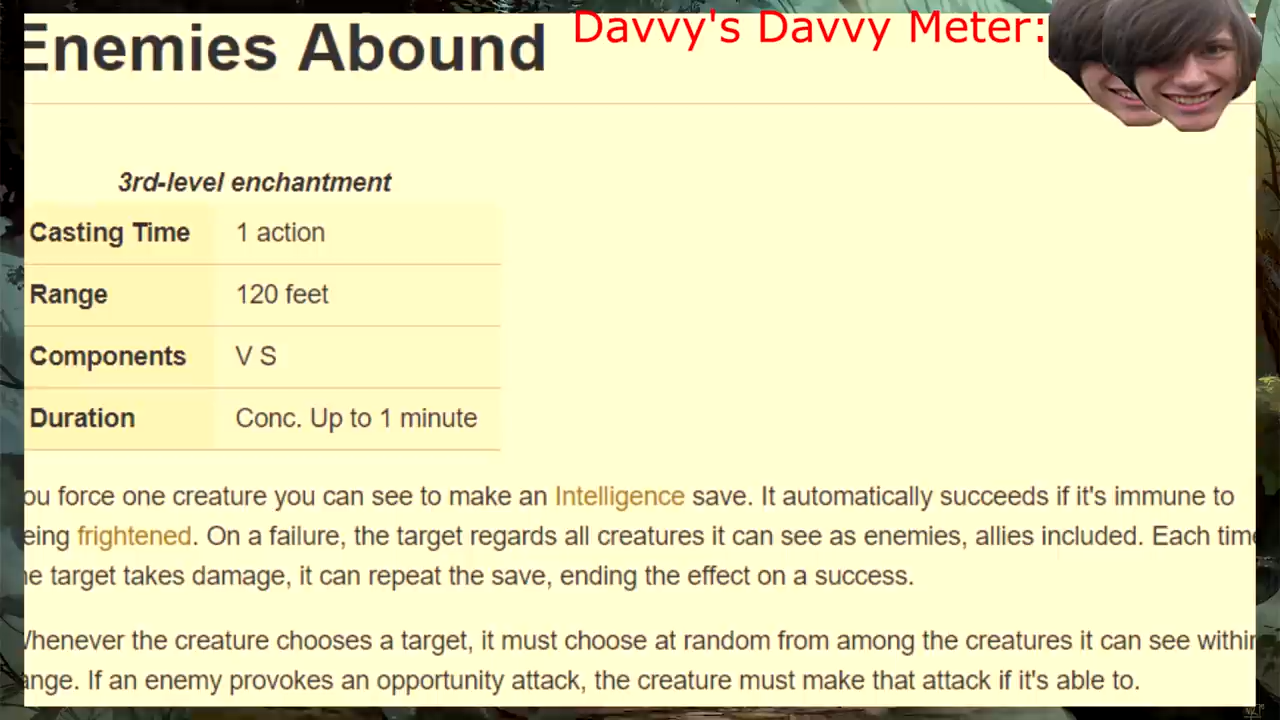 Enemies Abound
Davvy's Davvy Meter:
3rd-level enchantment
Casting Time 1 action
Range 120 feet
Components V S
Duration Conc. Up to 1 minute
ou force one creature you can see to make an Intelligence save. It automatically succeeds if it's immune to
eing frightened. On a failure, the target regards all creatures it can see as enemies, allies included. Each time
he target takes damage, it can repeat the save, ending the effect on a success.
Whenever the creature chooses a target, it must choose at random from among the creatures it can see within
ange. If an enemy provokes an opportunity attack, the creature must make that attack if it's able to.